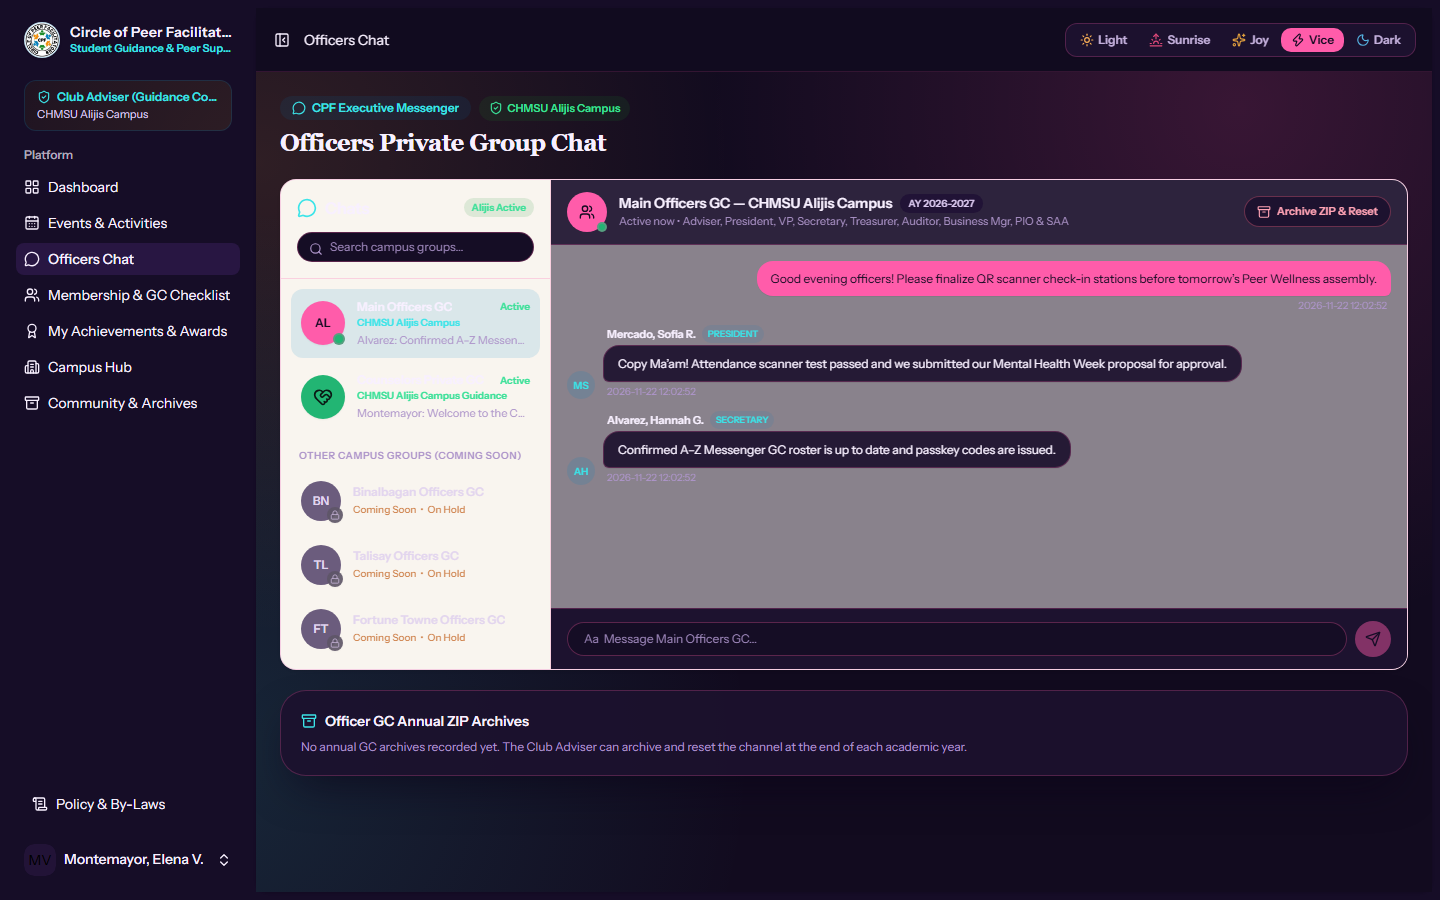 Circle of Peer Facilitat...
Student Guidance & Peer Sup...
Club Adviser (Guidance Co...
CHMSU Alijis Campus
Platform
Dashboard
Events & Activities
Officers Chat
Membership & GC Checklist
My Achievements & Awards
Campus Hub
Community & Archives
Policy & By-Laws
MV
Montemayor, Elena V.
Officers Chat
Light
Sunrise
Joy
Vice
Dark
CPF Executive Messenger
CHMSU Alijis Campus
Officers Private Group Chat
Alijis Active
Search campus groups...
AL
Main Officers GC
Active
CHMSU Alijis Campus
Alvarez: Confirmed A-Z Messen...
Active
CHMSU Alijis Campus Guidance
Montemayor: Welcome to the C...
OTHER CAMPUS GROUPS (COMING SOON)
BN
Binalbagan Officers GC
Coming Soon • On Hold
TL
Talisay Officers GC
Coming Soon • On Hold
FT
Fortune Towne Officers GC
Coming Soon • On Hold
Main Officers GC — CHMSU Alijis Campus
AY 2026-2027
Active now • Adviser, President, VP, Secretary, Treasurer, Auditor, Business Mgr, PIO & SAA
Archive ZIP & Reset
Good evening officers! Please finalize QR scanner check-in stations before tomorrow's Peer Wellness assembly.
2026-11-22 12:02:52
Mercado, Sofia R.
PRESIDENT
MS
Copy Ma'am! Attendance scanner test passed and we submitted our Mental Health Week proposal for approval.
2026-11-22 12:02:52
Alvarez, Hannah G.
SECRETARY
AH
Confirmed A-Z Messenger GC roster is up to date and passkey codes are issued.
2026-11-22 12:02:52
Aa Message Main Officers GC...
Officer GC Annual ZIP Archives
No annual GC archives recorded yet. The Club Adviser can archive and reset the channel at the end of each academic year.